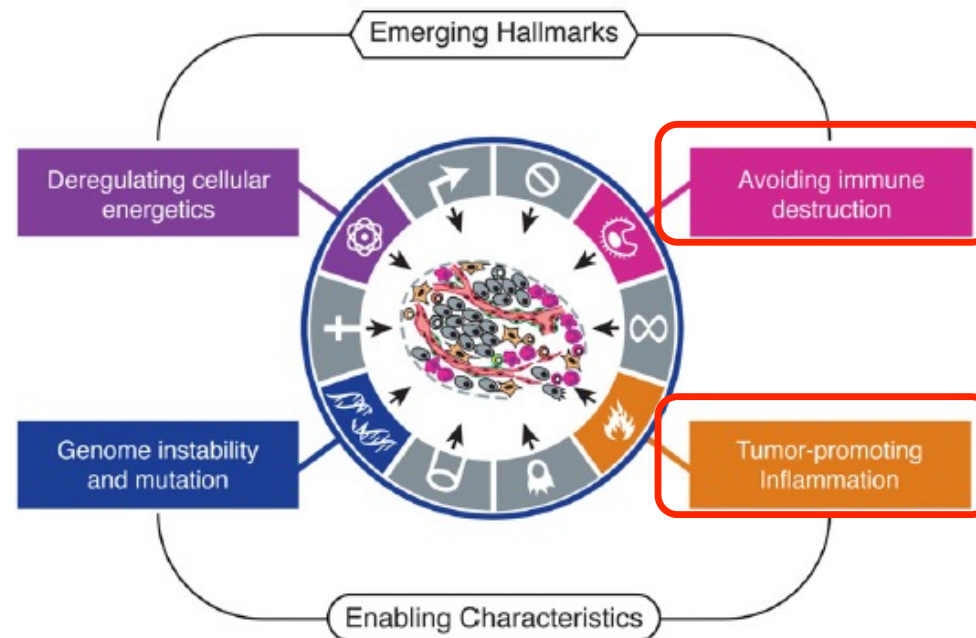 Emerging Hallmarks
Deregulating cellular
energetics
Avoiding immune
destruction
Genome instability
and mutation
Tumor-promoting
Inflammation
Enabling Characteristics